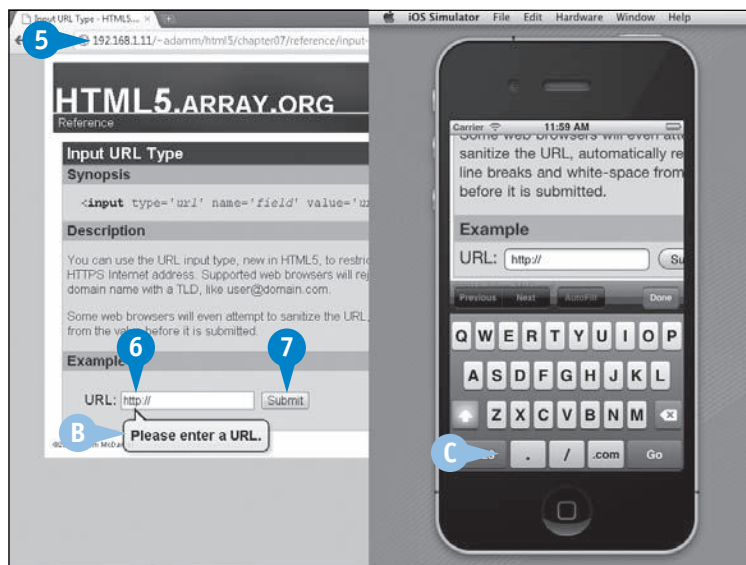 Input URL Type - HTML5...
5
192.168.1.11/~adamm/html5/chapter07/reference/input-
HTML5.ARRAY.ORG
Reference
Input URL Type
Synopsis
<input type='url' name='field' value='
Description
You can use the URL input type, new in HTML5, to restric
HTTPS Internet address. Supported web browsers will re
domain name with a TLD, like user@domain.com.
Some web browsers will even attempt to sanitize the URL,
from the value before it is submitted.
Example
6
7
URL: http:// Submit
B
Please enter a URL.
iOS Simulator File Edit Hardware Window Help
Carrier 11:59 AM
Some web browsers will even atte
sanitize the URL, automatically re
line breaks and white-space from
before it is submitted.
Example
URL: http:// Su
Previous Next AutoFill Done
Q W E R T Y U I O P
A S D F G H J K L
Z X C V B N M
C
. / .com Go